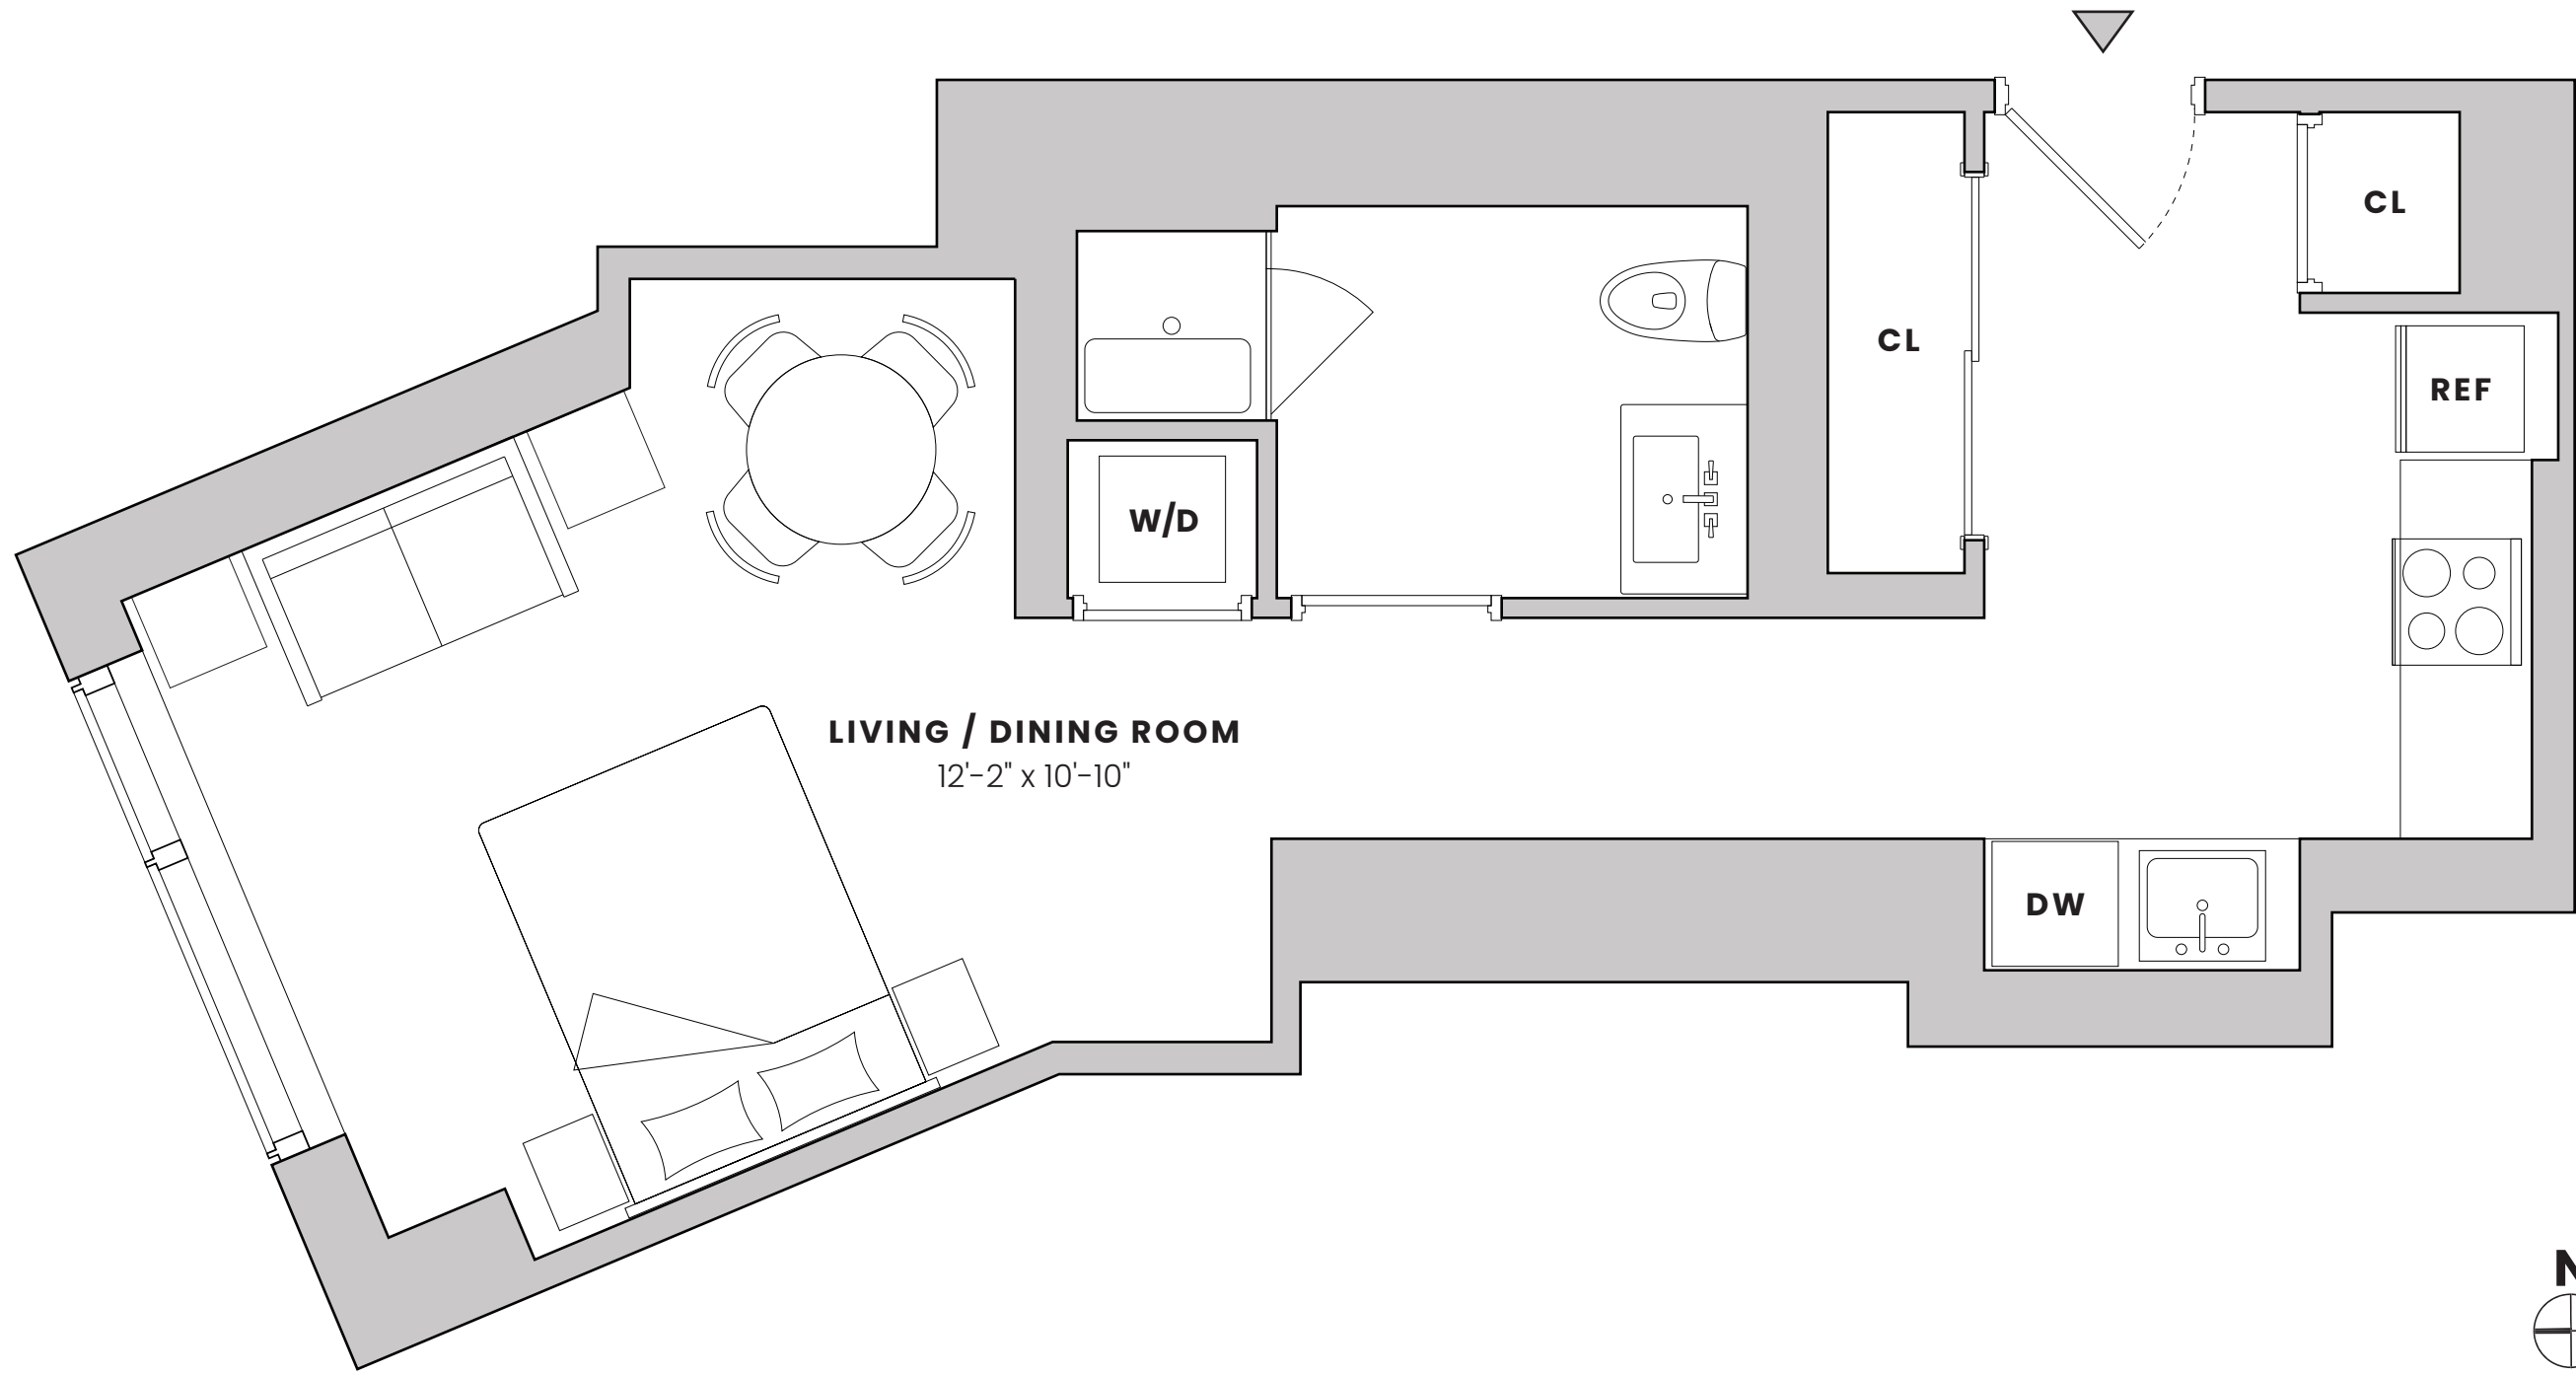 CL
CL
REF
W/D
LIVING / DINING ROOM
12'-2" x 10'-10"
DW
N